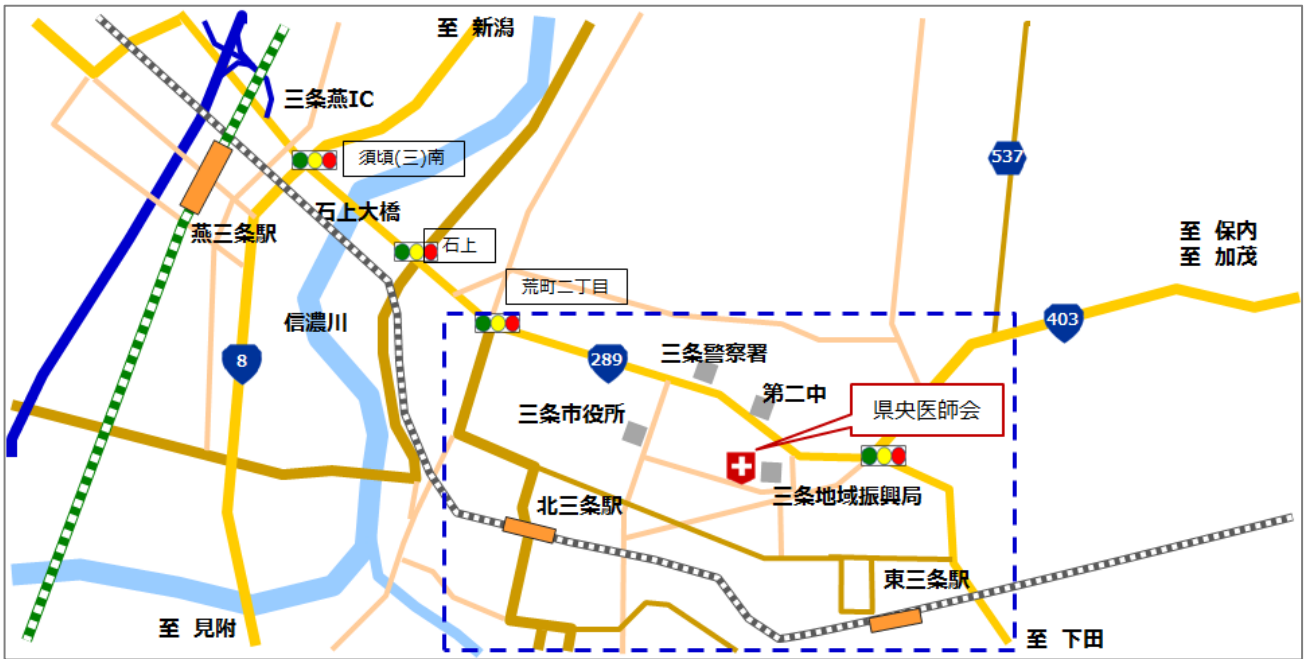 至 新潟
三条燕IC
須頃(三)南
537
石上大橋
燕三条駅
石上
至 保内
至 加茂
荒町二丁目
信濃川
403
8
289
三条警察署
第二中
県央医師会
三条市役所
三条地域振興局
北三条駅
東三条駅
至 見附
至 下田